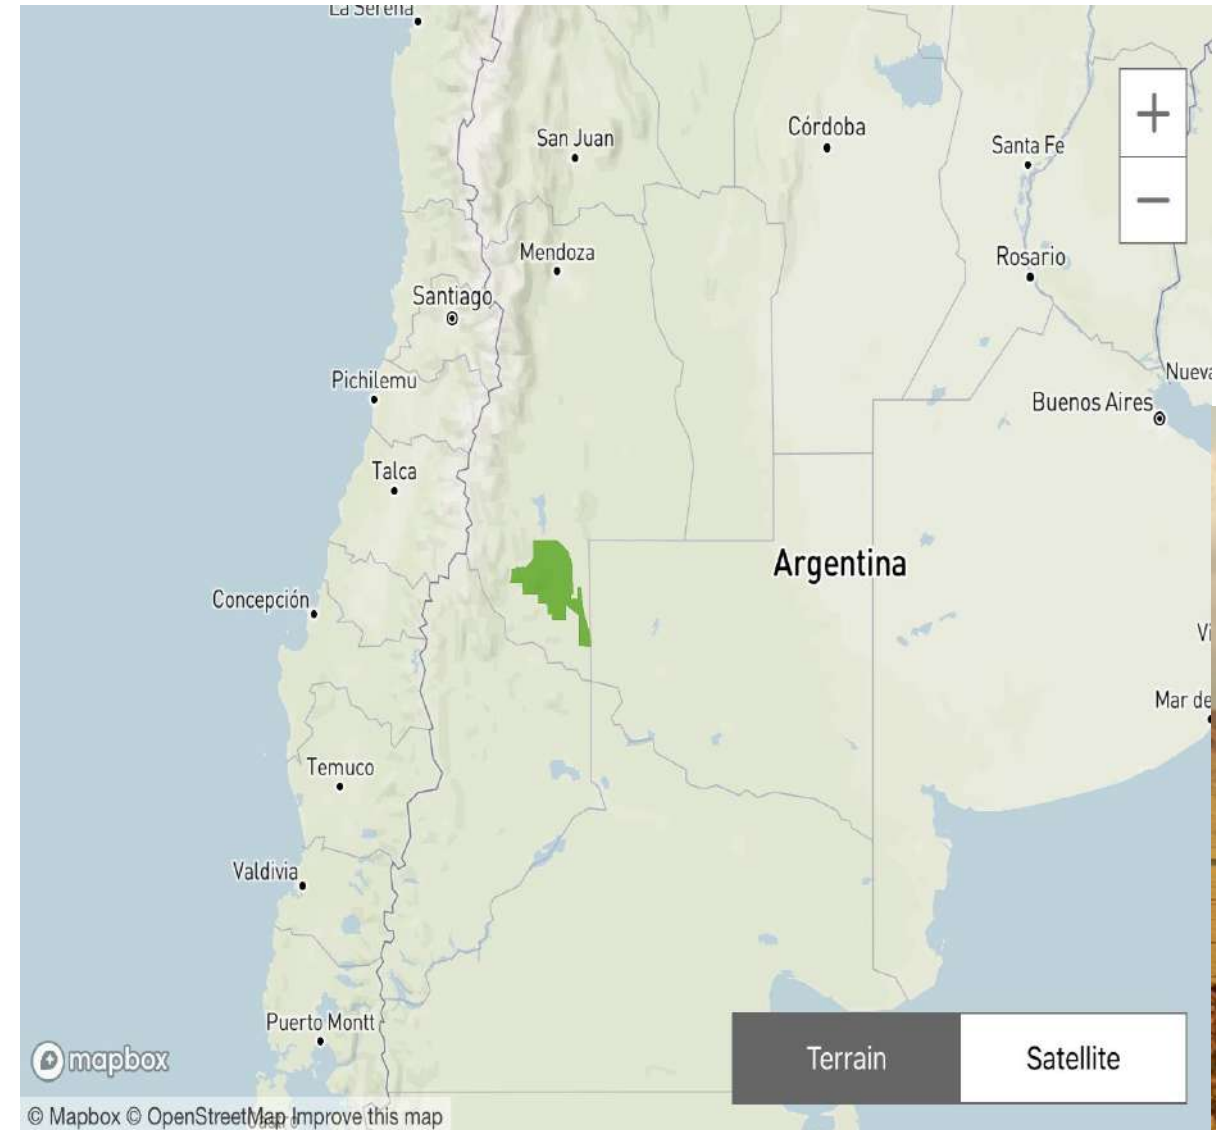 La Serena
Córdoba
San Juan
Santa Fe
+
Mendoza
−
Rosario
Santiago
Pichilemu
Nueva
Buenos Aires
Talca
Argentina
Concepción
Vi
Mar de
Temuco
Valdivia
Puerto Montt
Terrain
Satellite
mapbox
© Mapbox © OpenStreetMap Improve this map